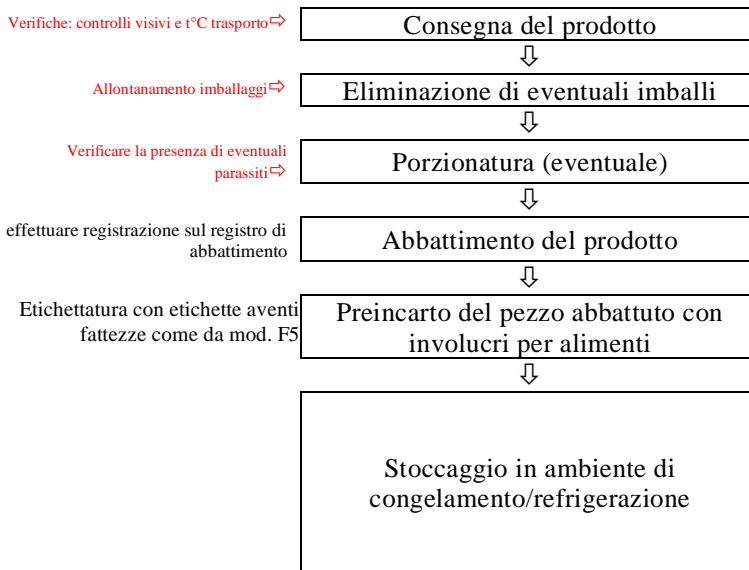 Verifiche: controlli visivi e t°C trasporto⇨
Consegna del prodotto
⇩
Allontanamento imballaggi⇨
Eliminazione di eventuali imballi
⇩
Verificare la presenza di eventuali
parassiti⇨
Porzionatura (eventuale)
⇩
effettuare registrazione sul registro di
abbattimento
Abbattimento del prodotto
⇩
Etichettatura con etichette aventi
fattezze come da mod. F5
Preincarto del pezzo abbattuto con
involucri per alimenti
⇩
Stoccaggio in ambiente di
congelamento/refrigerazione